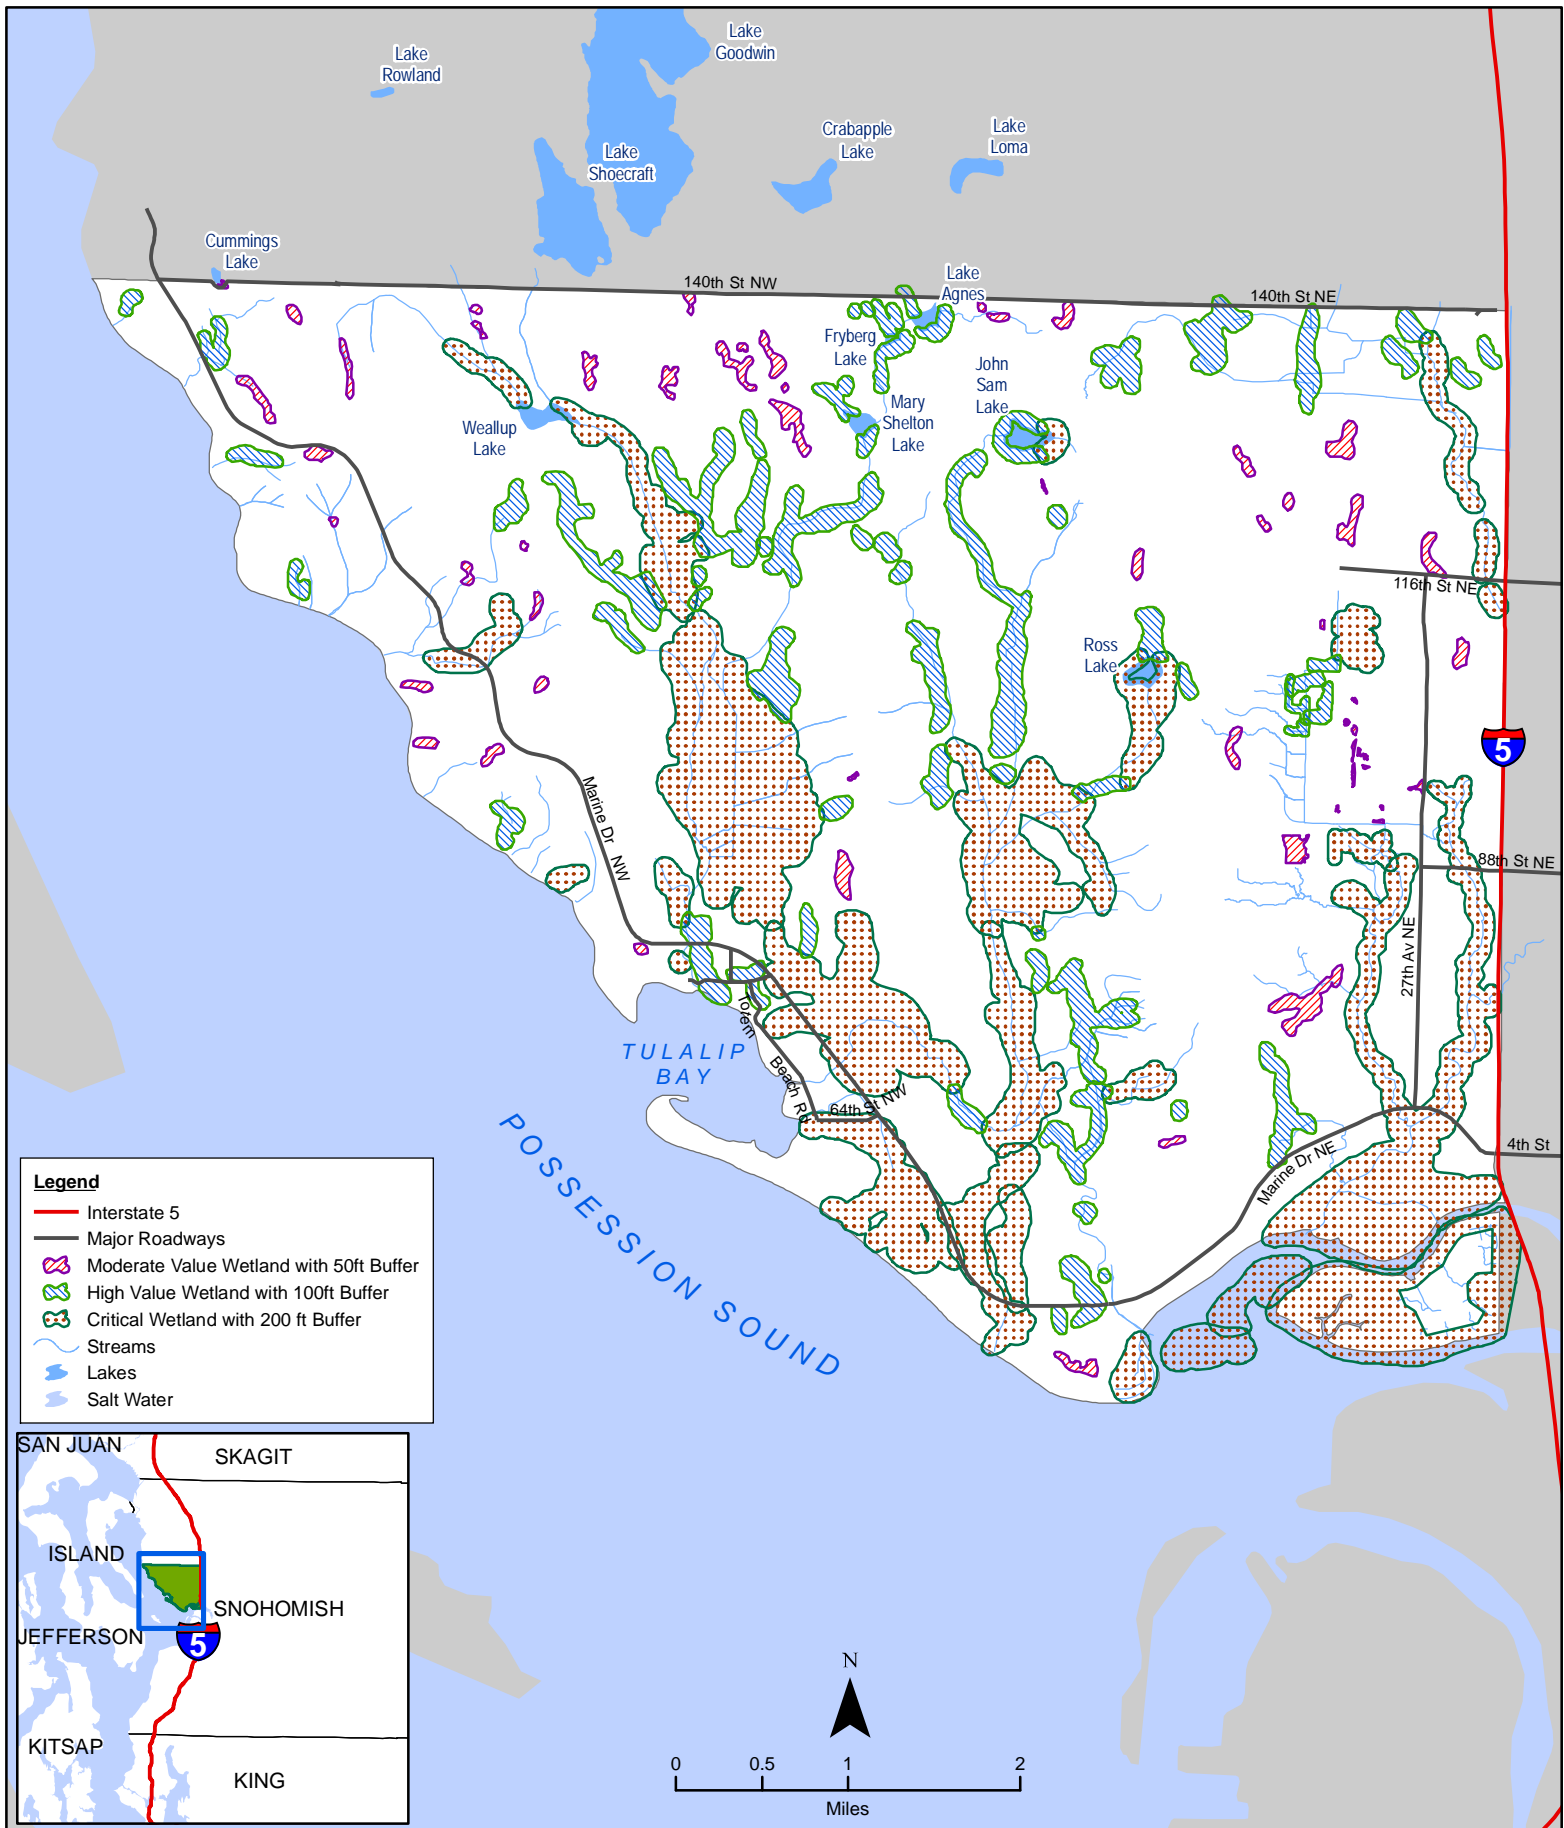 Lake
Goodwin
Lake
Rowland
Crabapple
Lake
Lake
Loma
Lake
Shoecraft
Cummings
Lake
140th St NW
Lake
Agnes
140th St NE
Fryberg
Lake
John
Sam
Lake
Mary
Shelton
Lake
Weallup
Lake
116th St NE
Ross
Lake
5
Marine Dr NW
88th St NE
27th Av NE
Totem
Beach Rd
TULALIP
BAY
64th St NW
POSSESSION SOUND
Marine Dr NE
4th St
Legend
Interstate 5
Major Roadways
Moderate Value Wetland with 50ft Buffer
High Value Wetland with 100ft Buffer
Critical Wetland with 200 ft Buffer
Streams
Lakes
Salt Water
SAN JUAN
SKAGIT
ISLAND
SNOHOMISH
JEFFERSON
5
KITSAP
KING
N
0 0.5 1 2
Miles